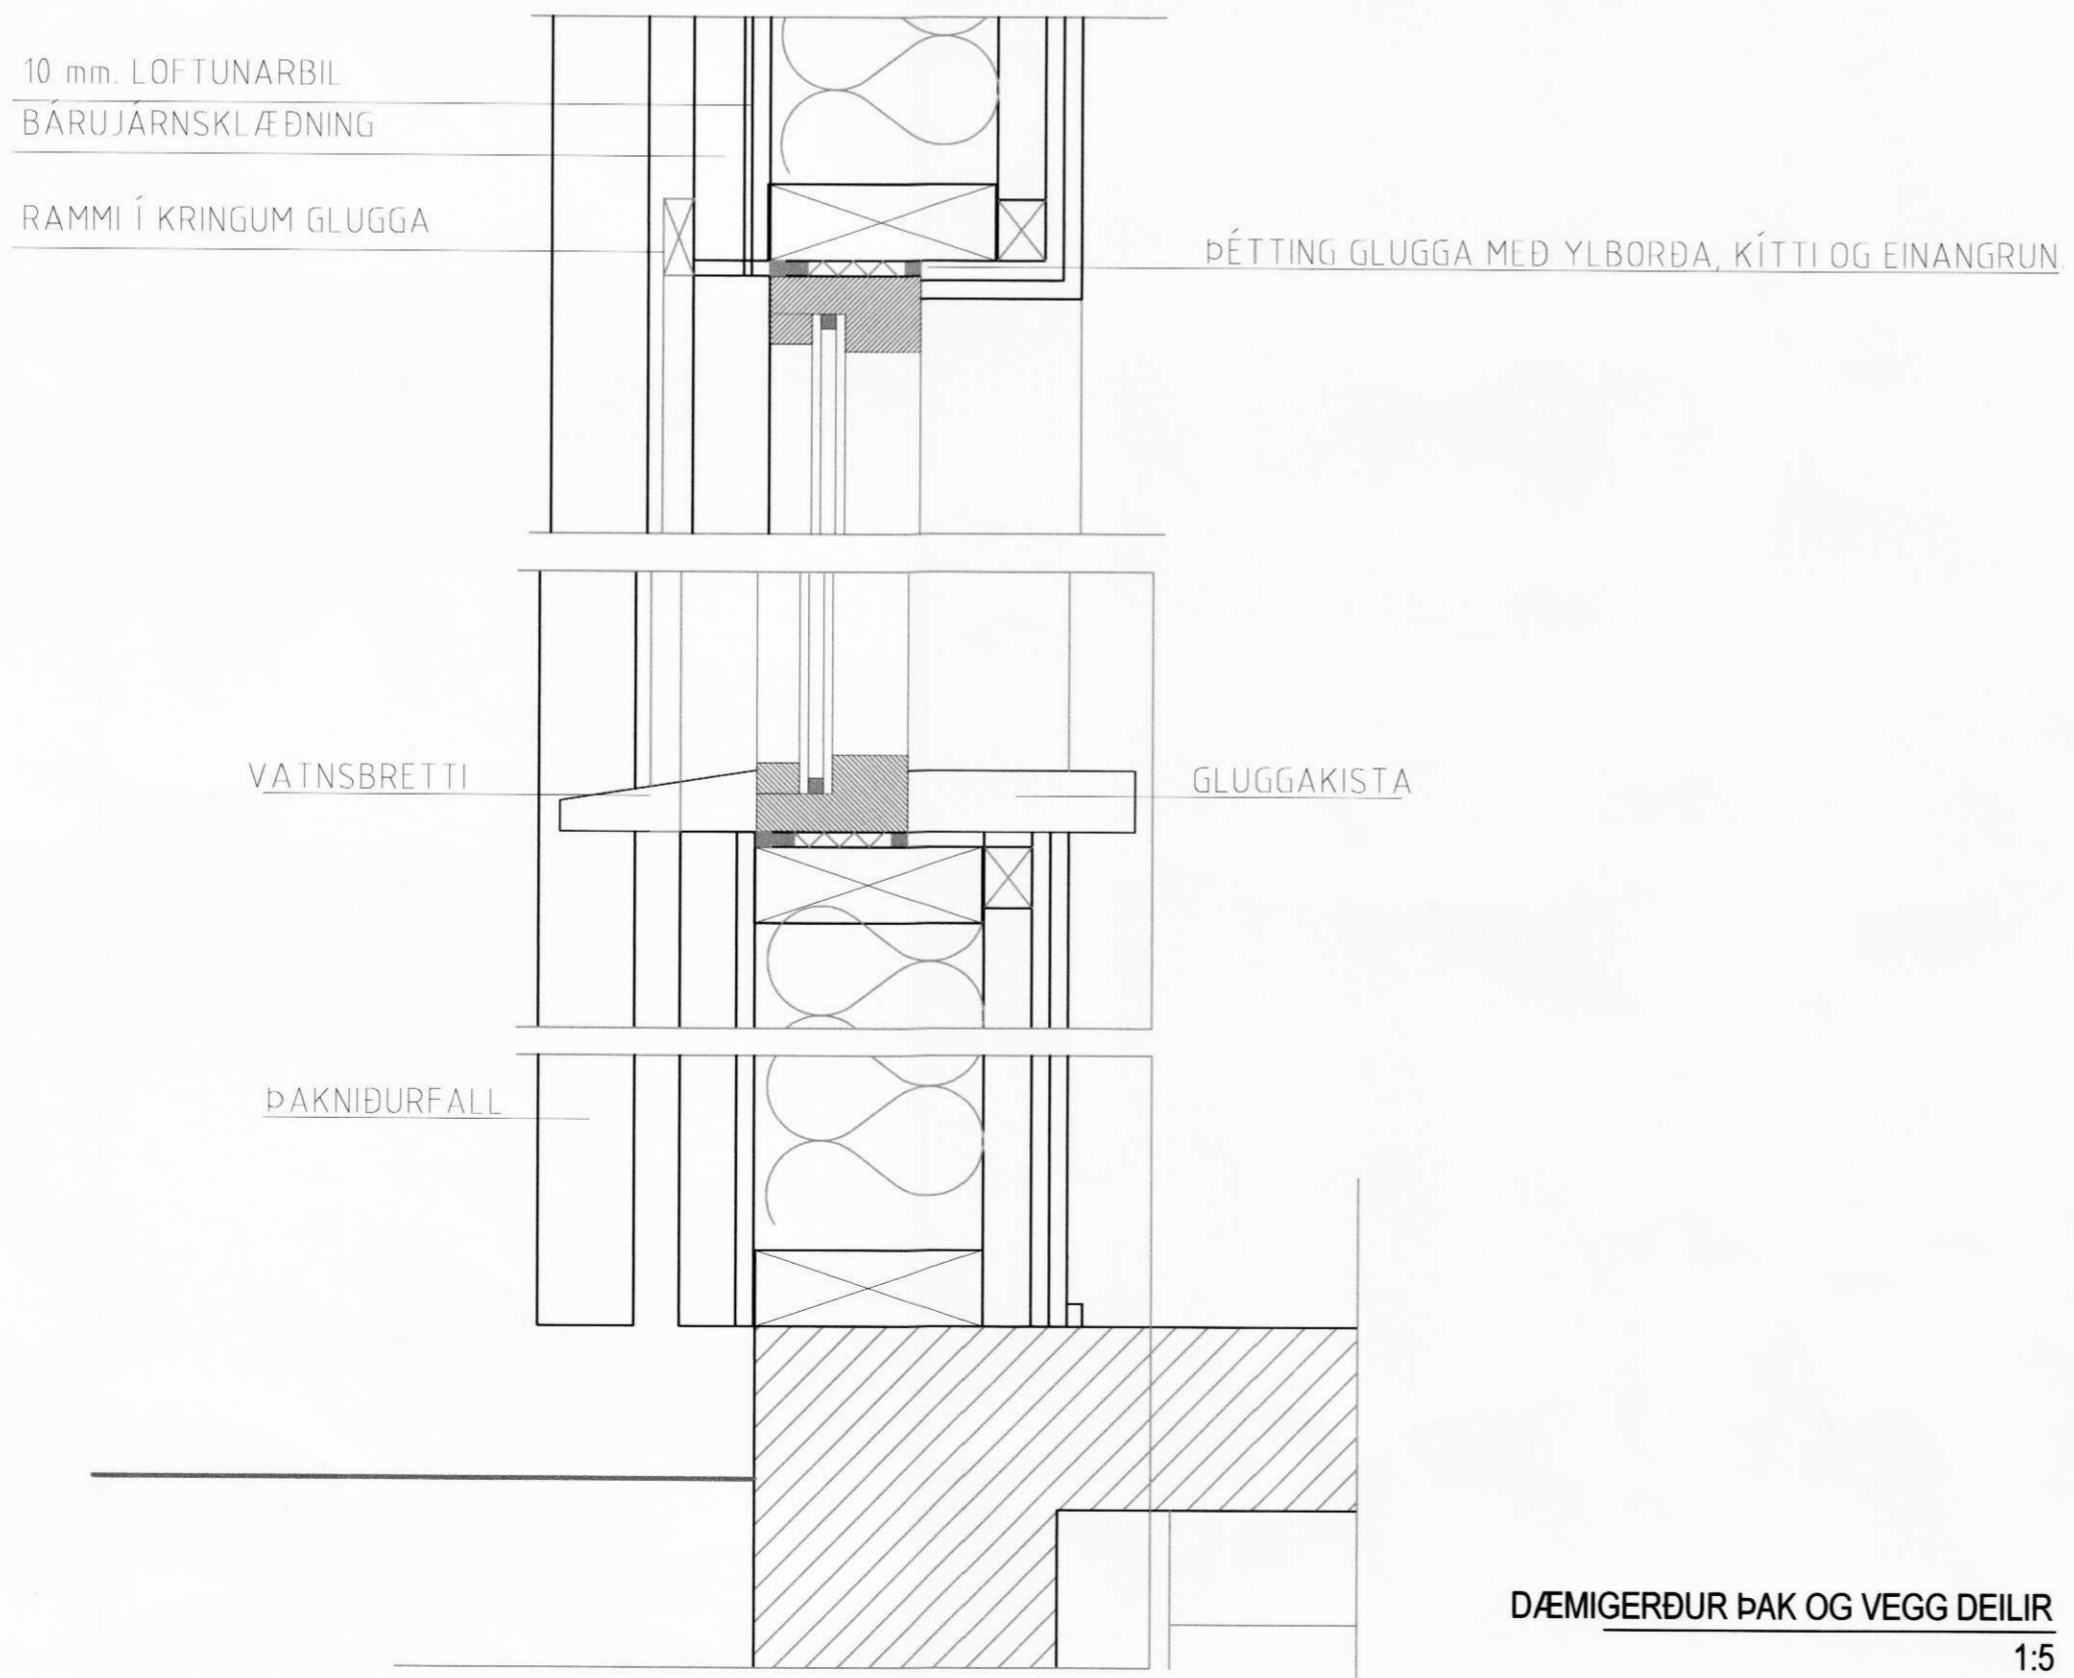 10 mm. LOFTUNARBIL
BÁRUJÁRNSKLÆÐNING
RAMMI Í KRINGUM GLUGGA
ÞÉTTING GLUGGA MEÐ YLBORÐA, KÍTTI OG EINANGRUN.
VATNSBRETTI
GLUGGAKISTA
ÞAKNIÐURFALL
DÆMIGERÐUR ÞAK OG VEGG DEILIR
1:5